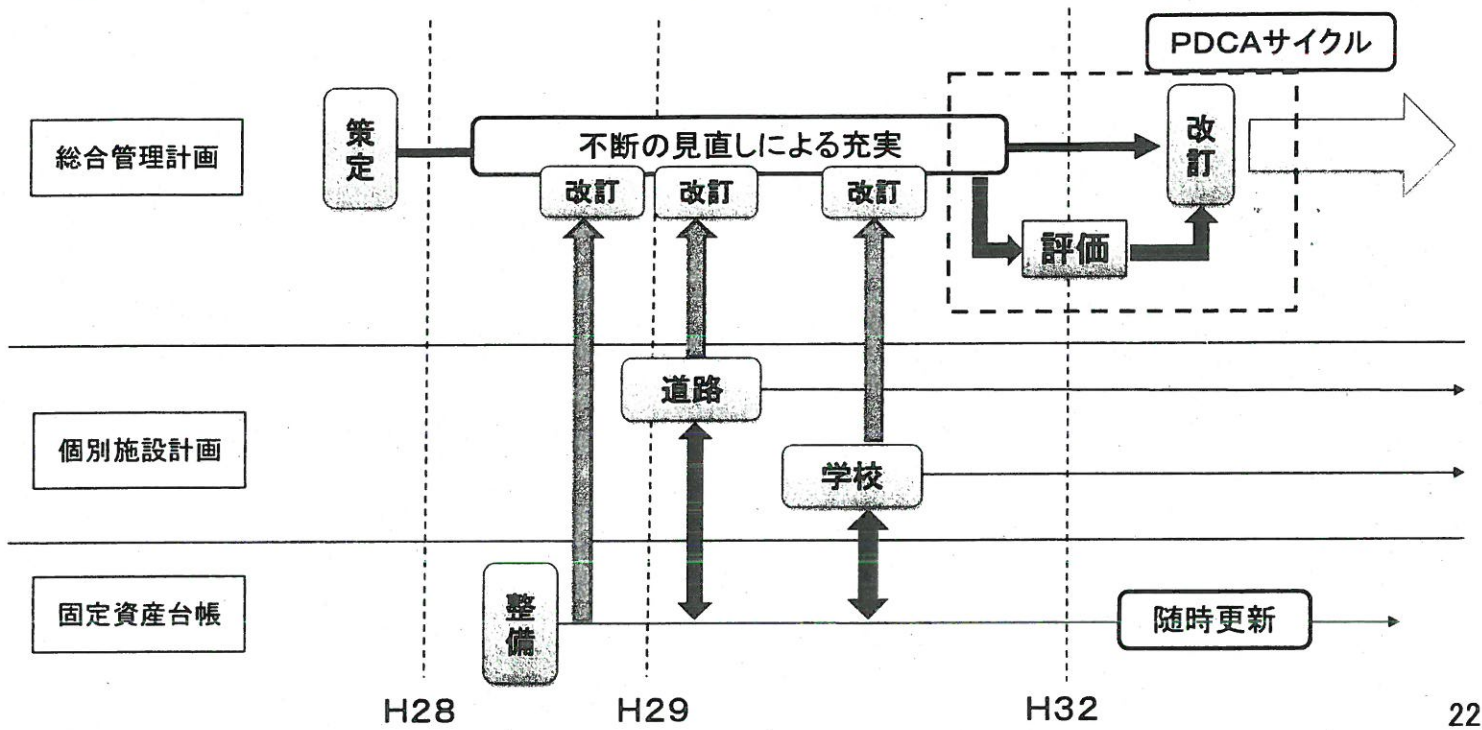 PDCAサイクル
総合管理計画
策定
不断の見直しによる充実
改訂
改訂
改訂
改訂
評価
道路
個別施設計画
学校
固定資産台帳
整備
随時更新
H28
H29
H32
22